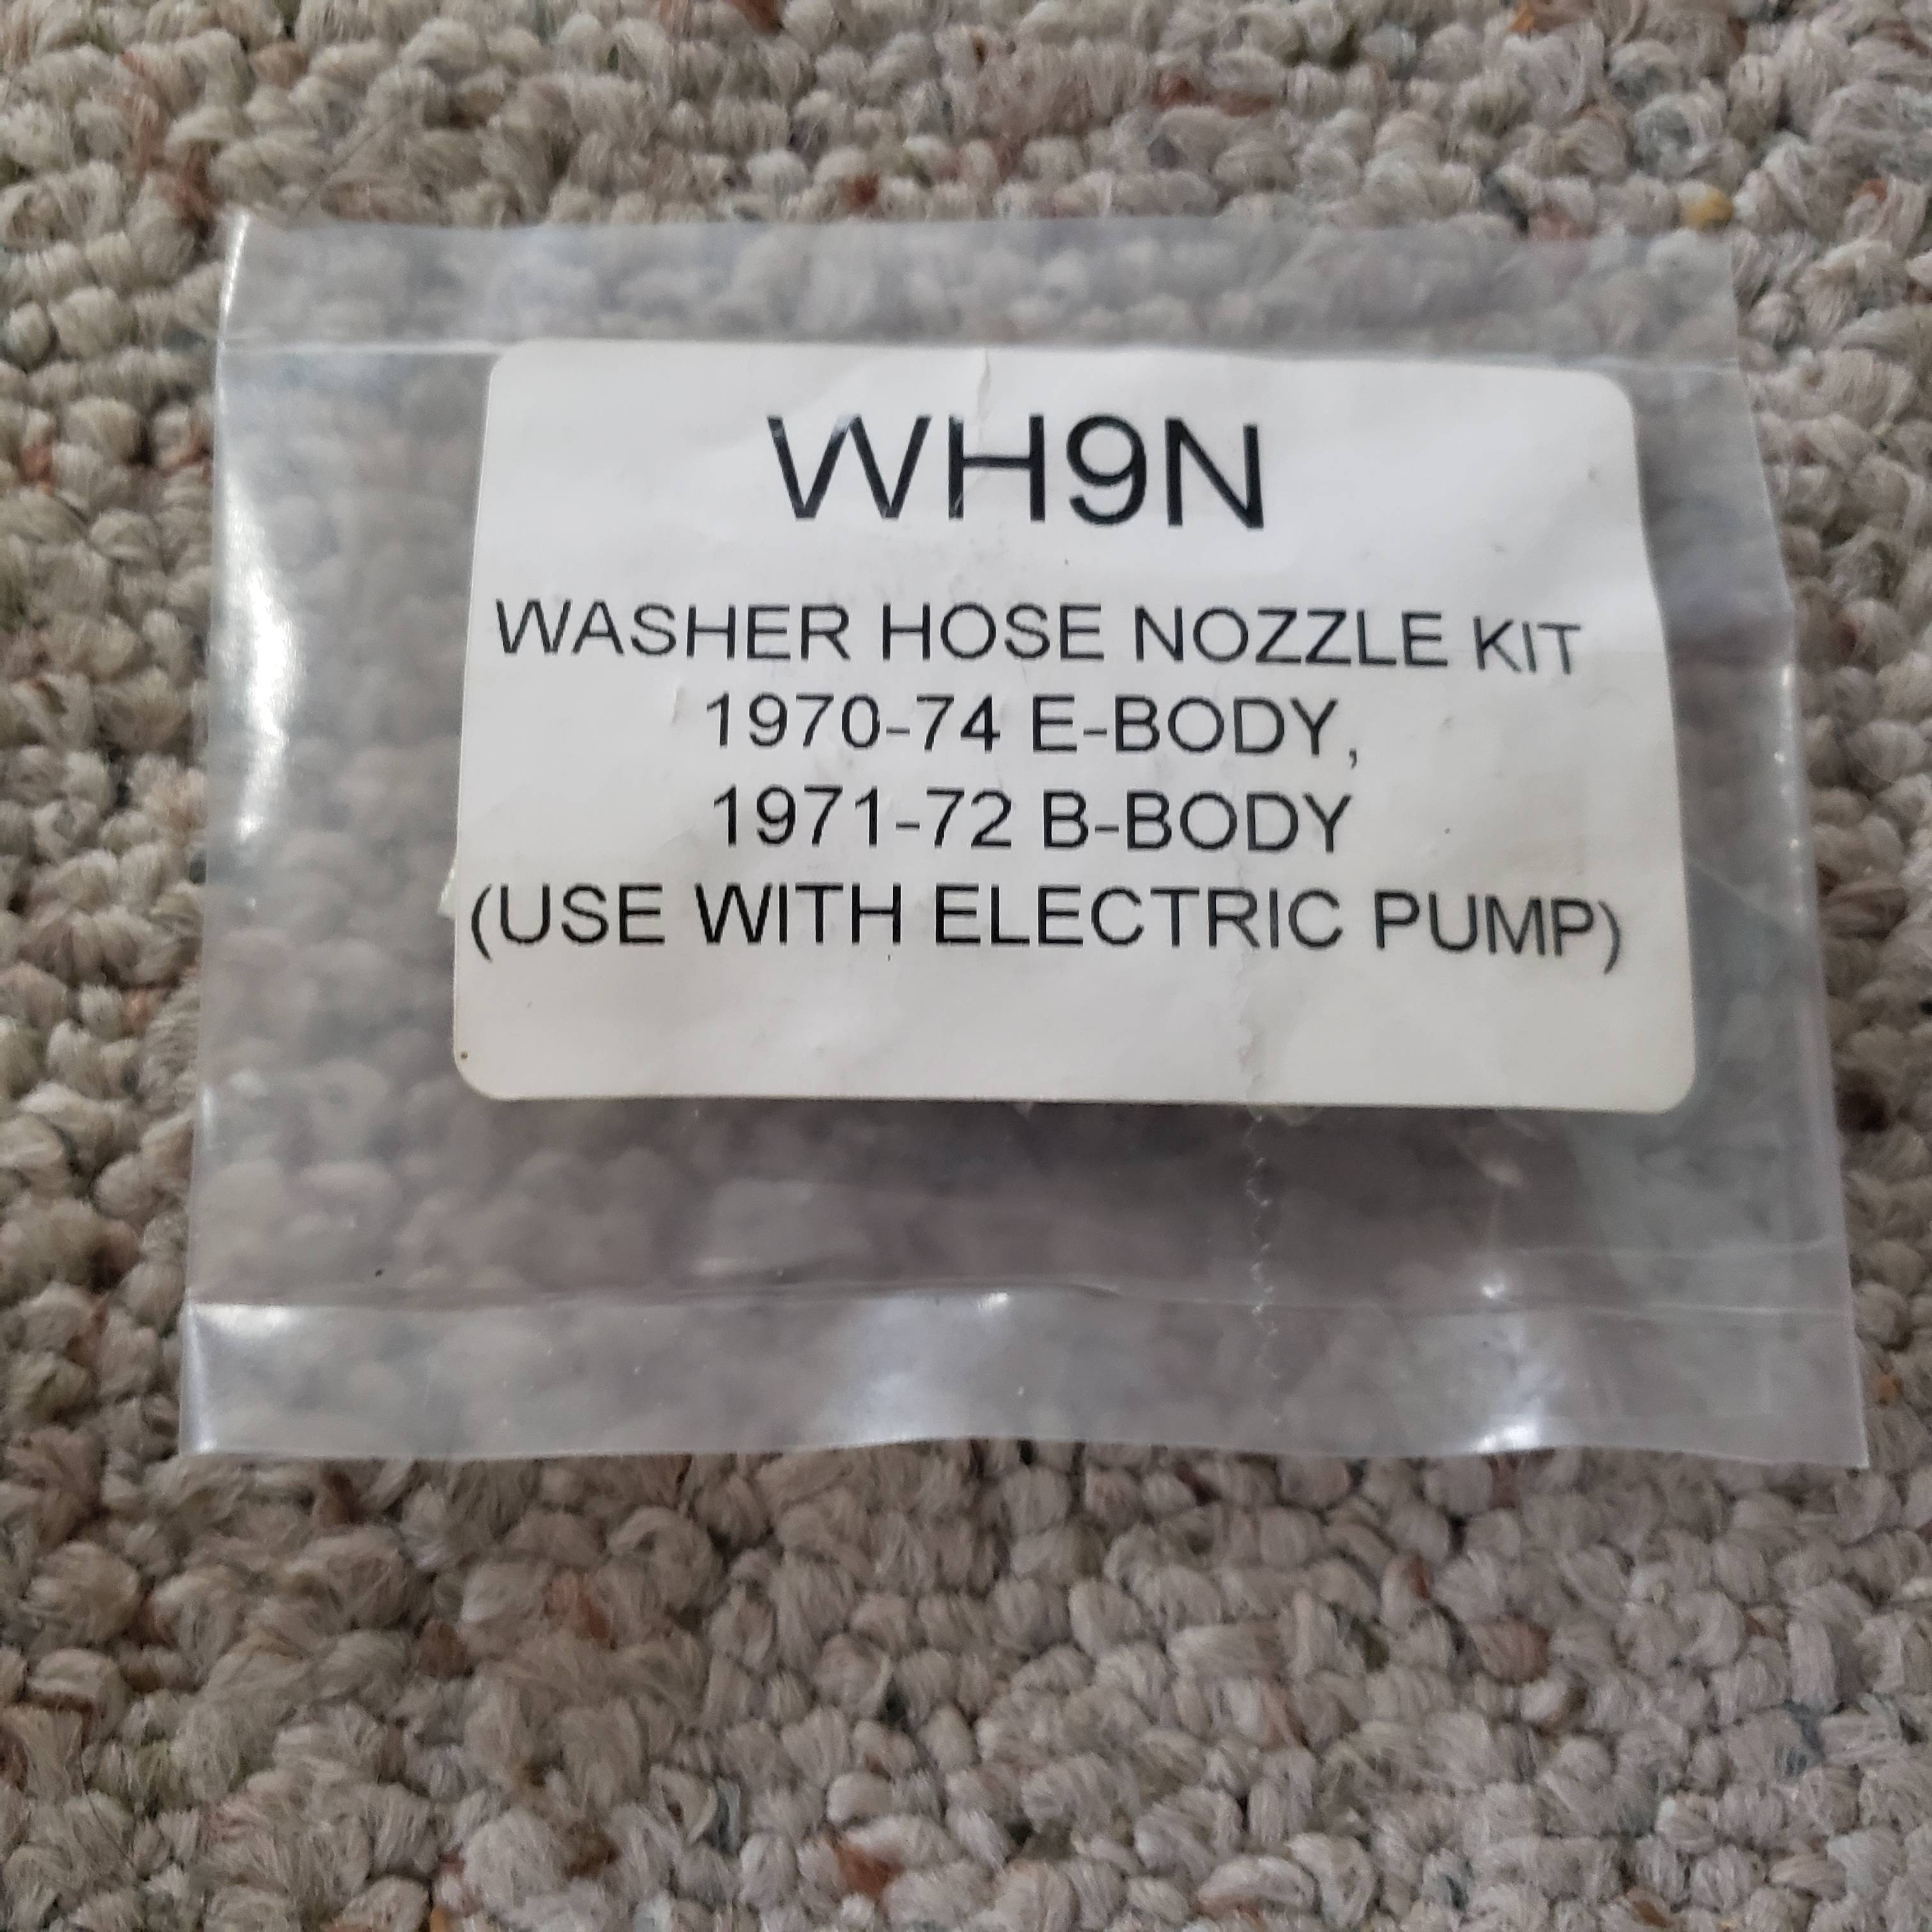 WH9N
WASHER HOSE NOZZLE KIT
1970-74 E-BODY,
1971-72 B-BODY
(USE WITH ELECTRIC PUMP)